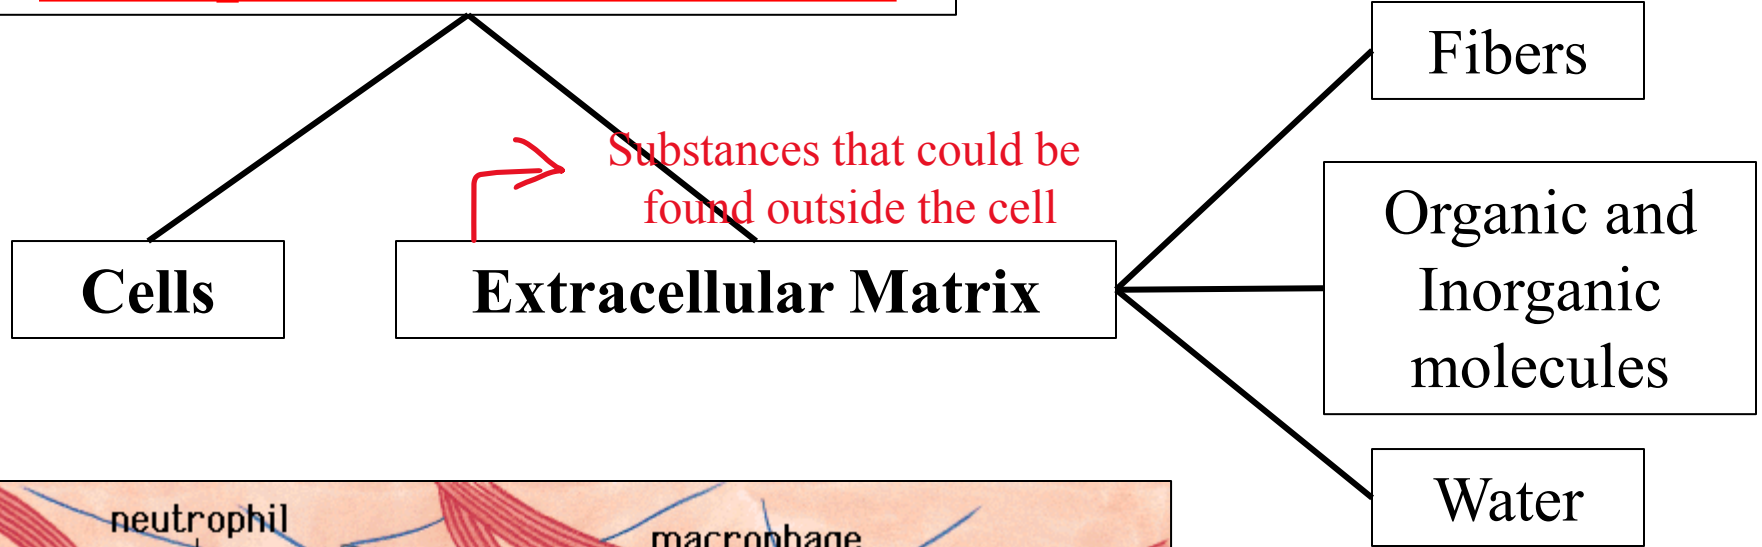 Fibers
Substances that could be
found outside the cell
Cells
Extracellular Matrix
Organic and
Inorganic
molecules
Water
neutrophil
macrophage